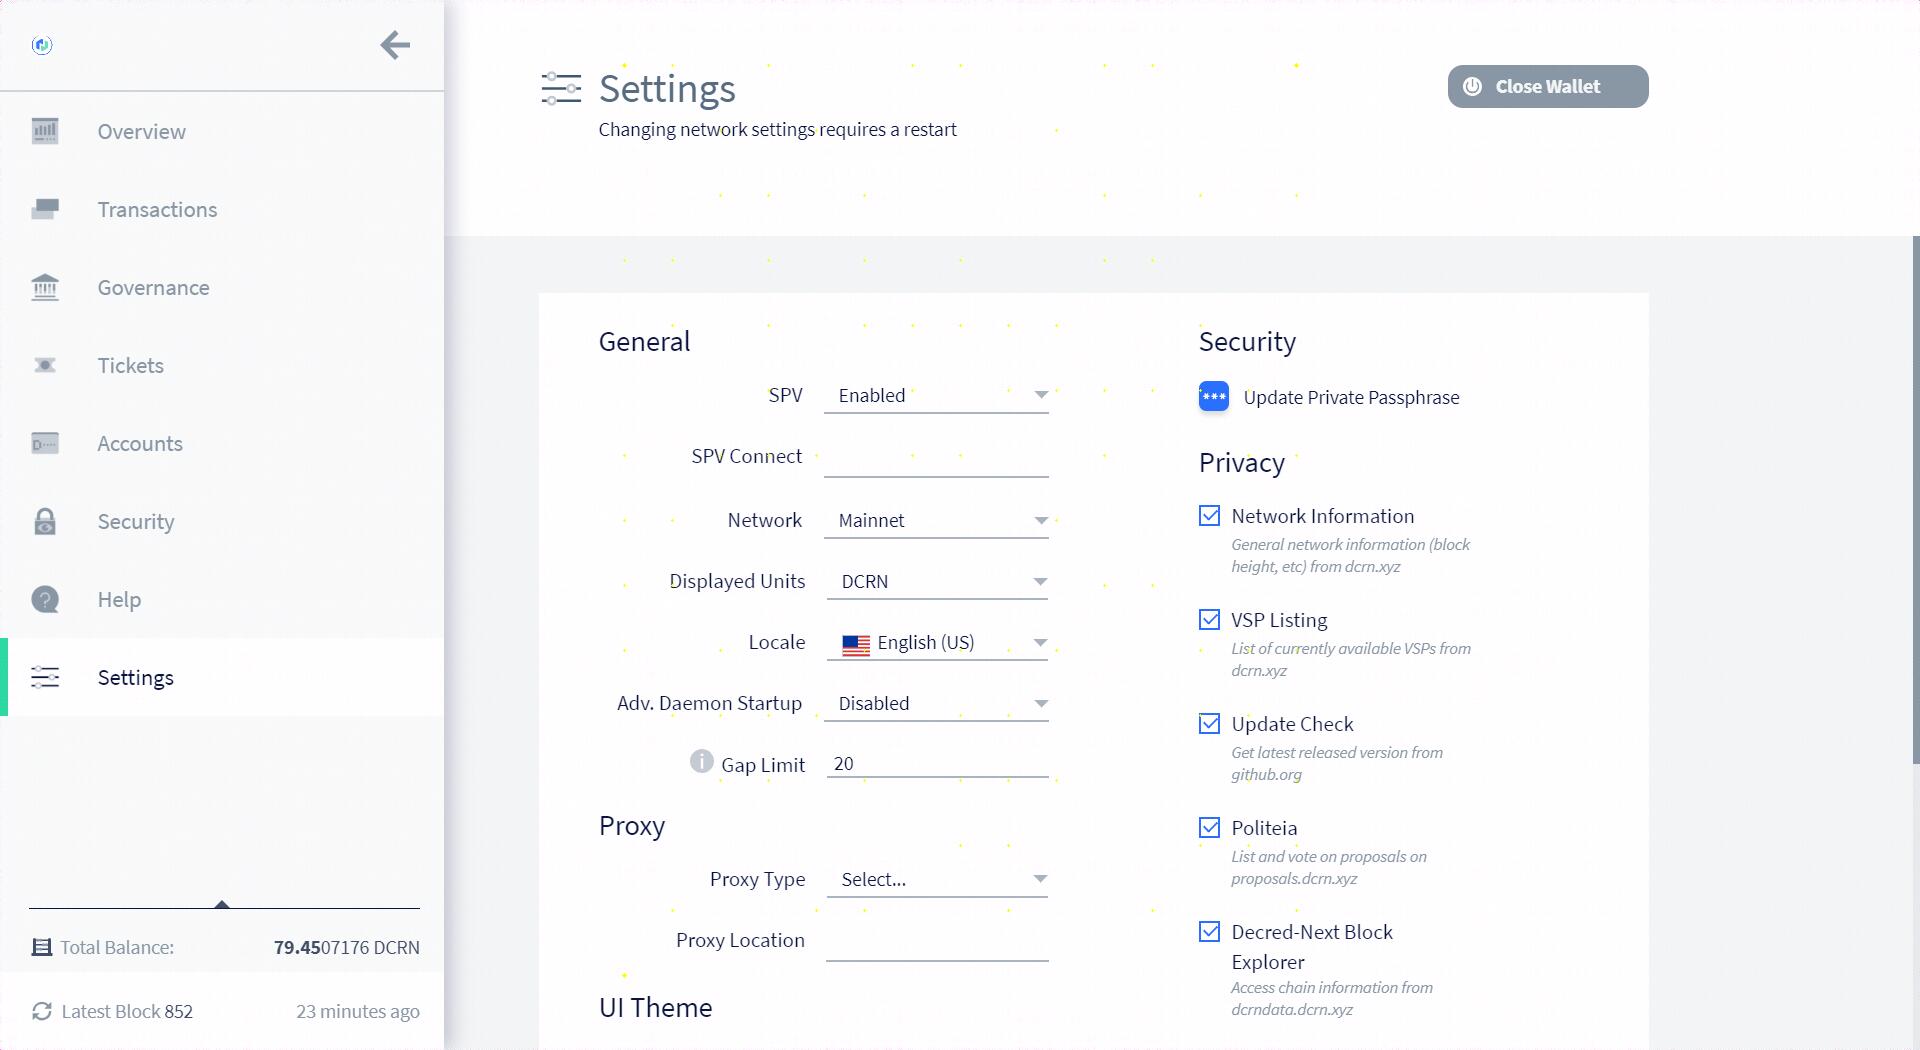 Overview
Transactions
Governance
Tickets
Accounts
Security
Help
Settings
Total Balance: 79.4507176 DCRN
Latest Block 852 23 minutes ago
Settings
Changing network settings requires a restart
Close Wallet
General
SPV Enabled
SPV Connect
Network Mainnet
Displayed Units DCRN
Locale English (US)
Adv. Daemon Startup Disabled
Gap Limit 20
Proxy
Proxy Type Select...
Proxy Location
UI Theme
Security
*** Update Private Passphrase
Privacy
Network Information
General network information (block
height, etc) from dcrn.xyz
VSP Listing
List of currently available VSPs from
dcrn.xyz
Update Check
Get latest released version from
github.org
Politeia
List and vote on proposals on
proposals.dcrn.xyz
Decred-Next Block
Explorer
Access chain information from
dcrndata.dcrn.xyz